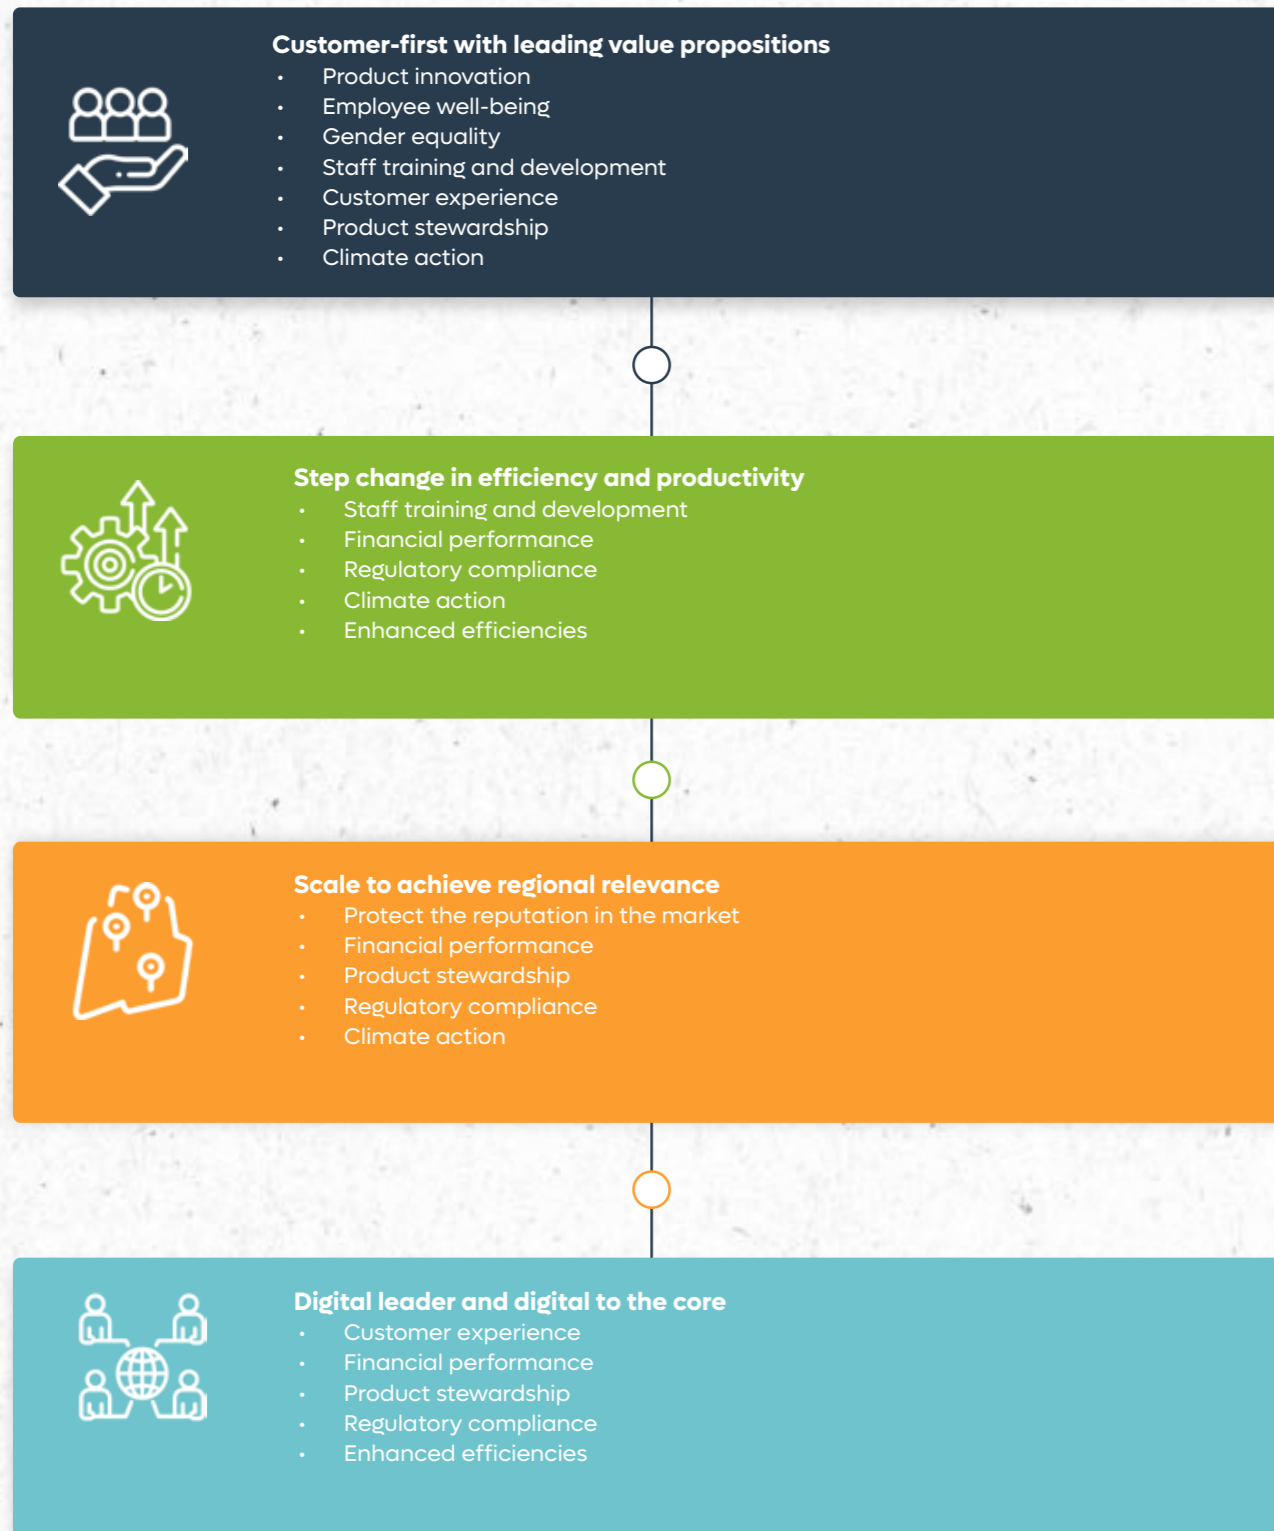 Customer-first with leading value propositions
• Product innovation
• Employee well-being
• Gender equality
• Staff training and development
• Customer experience
• Product stewardship
• Climate action
Step change in efficiency and productivity
• Staff training and development
• Financial performance
• Regulatory compliance
• Climate action
• Enhanced efficiencies
Scale to achieve regional relevance
• Protect the reputation in the market
• Financial performance
• Product stewardship
• Regulatory compliance
• Climate action
Digital leader and digital to the core
• Customer experience
• Financial performance
• Product stewardship
• Regulatory compliance
• Enhanced efficiencies